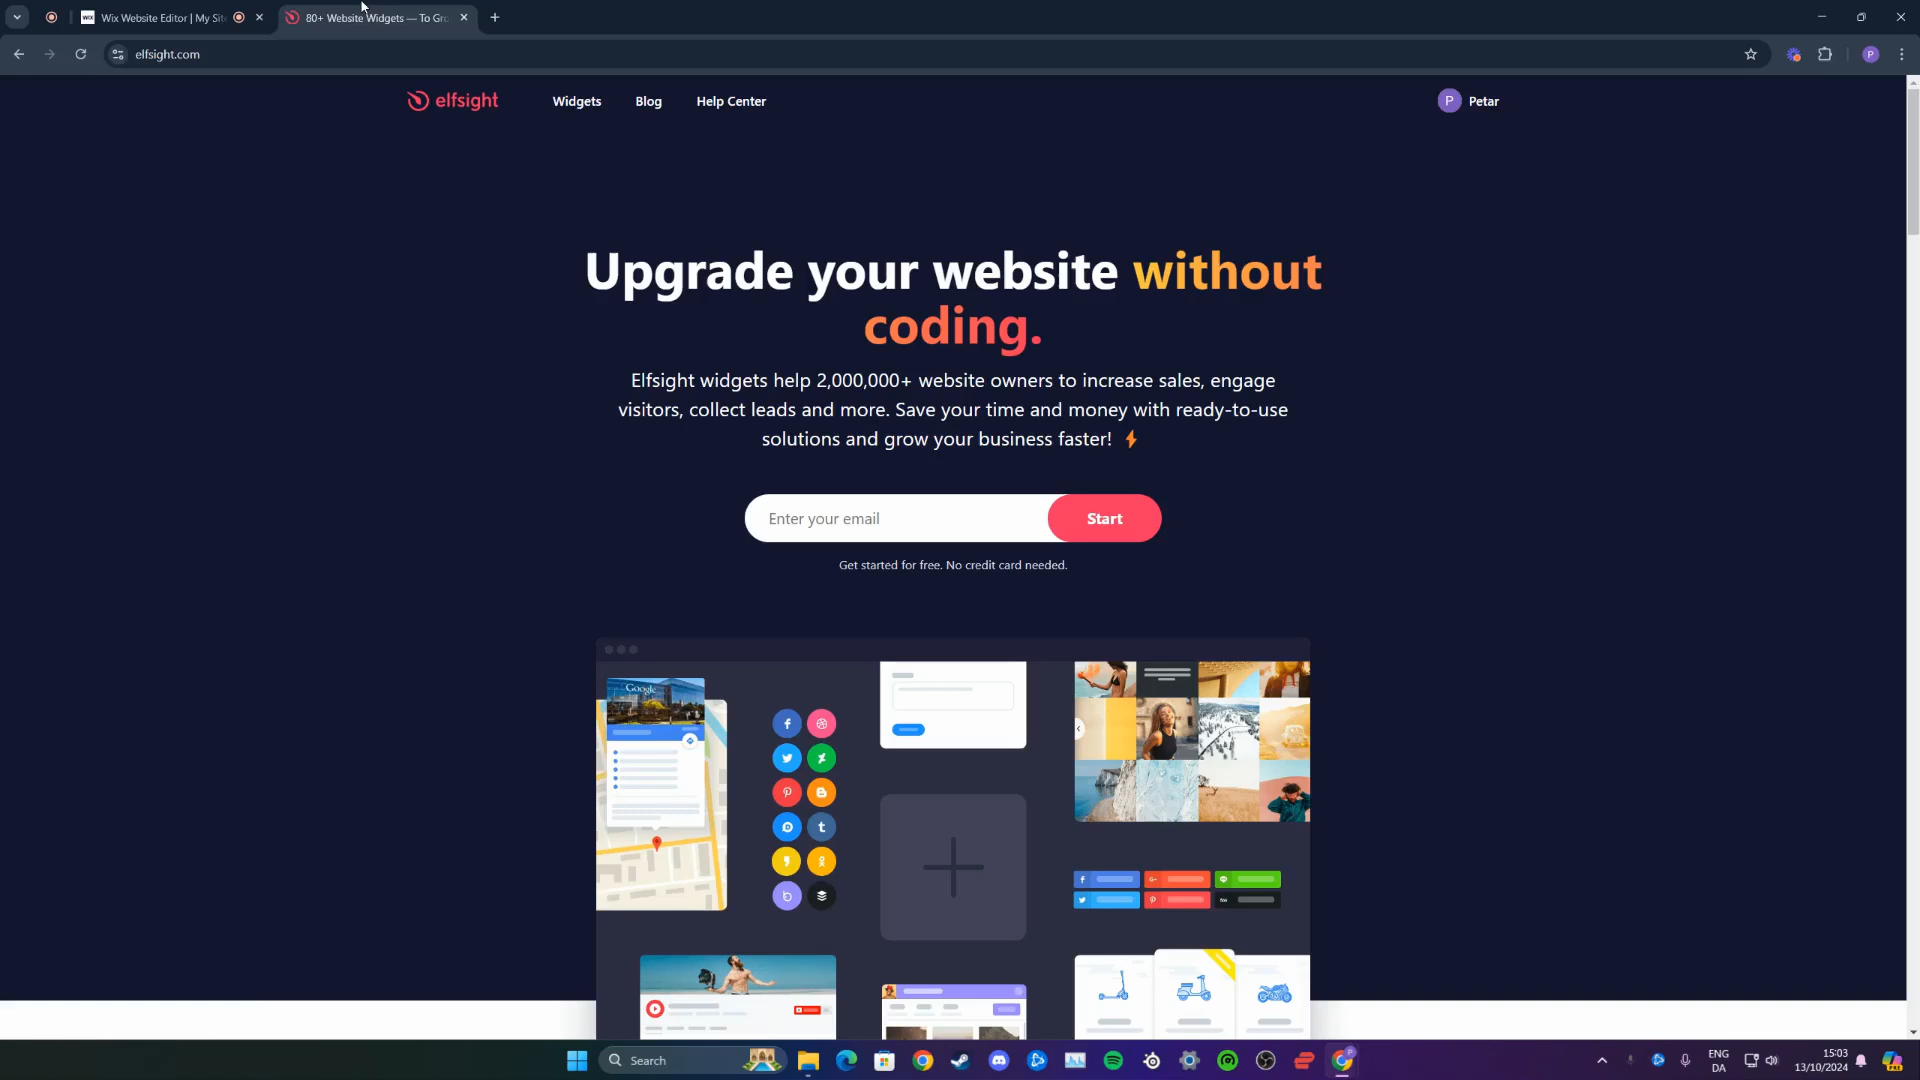 Wix Website Editor | My Sit
80+ Website Widgets — To Gro
elfsight.com
P
elfsight
Widgets
Blog
Help Center
P
Petar
Upgrade your website without
coding.
Elfsight widgets help 2,000,000+ website owners to increase sales, engage
visitors, collect leads and more. Save your time and money with ready-to-use
solutions and grow your business faster!
Enter your email
Start
Get started for free. No credit card needed.
Google
Search
ENG
DA
15:03
13/10/2024